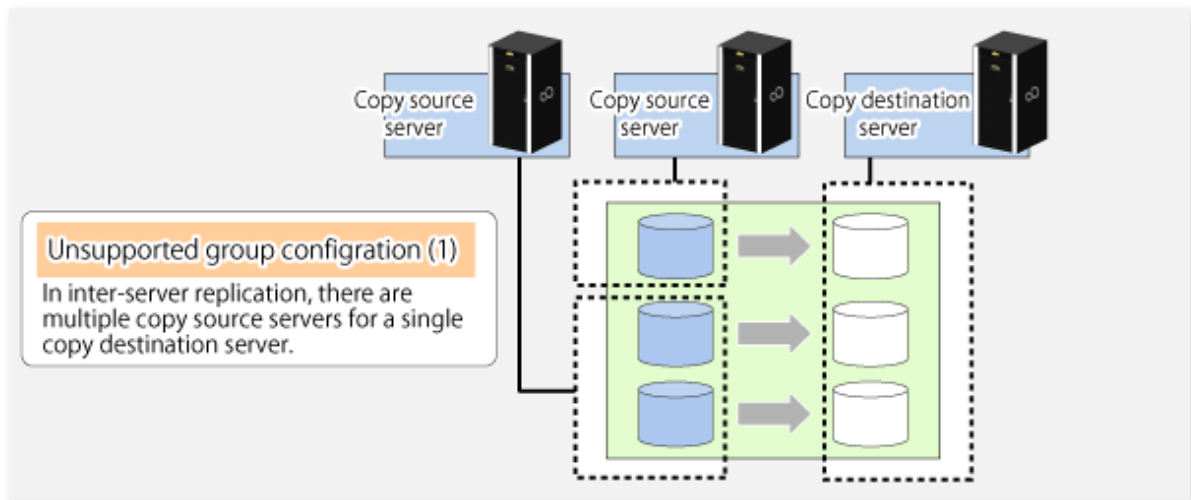 Copy source
server
Copy source
server
Copy destination
server
Unsupported group configration (1)
In inter-server replication, there are
multiple copy source servers for a single
copy destination server.